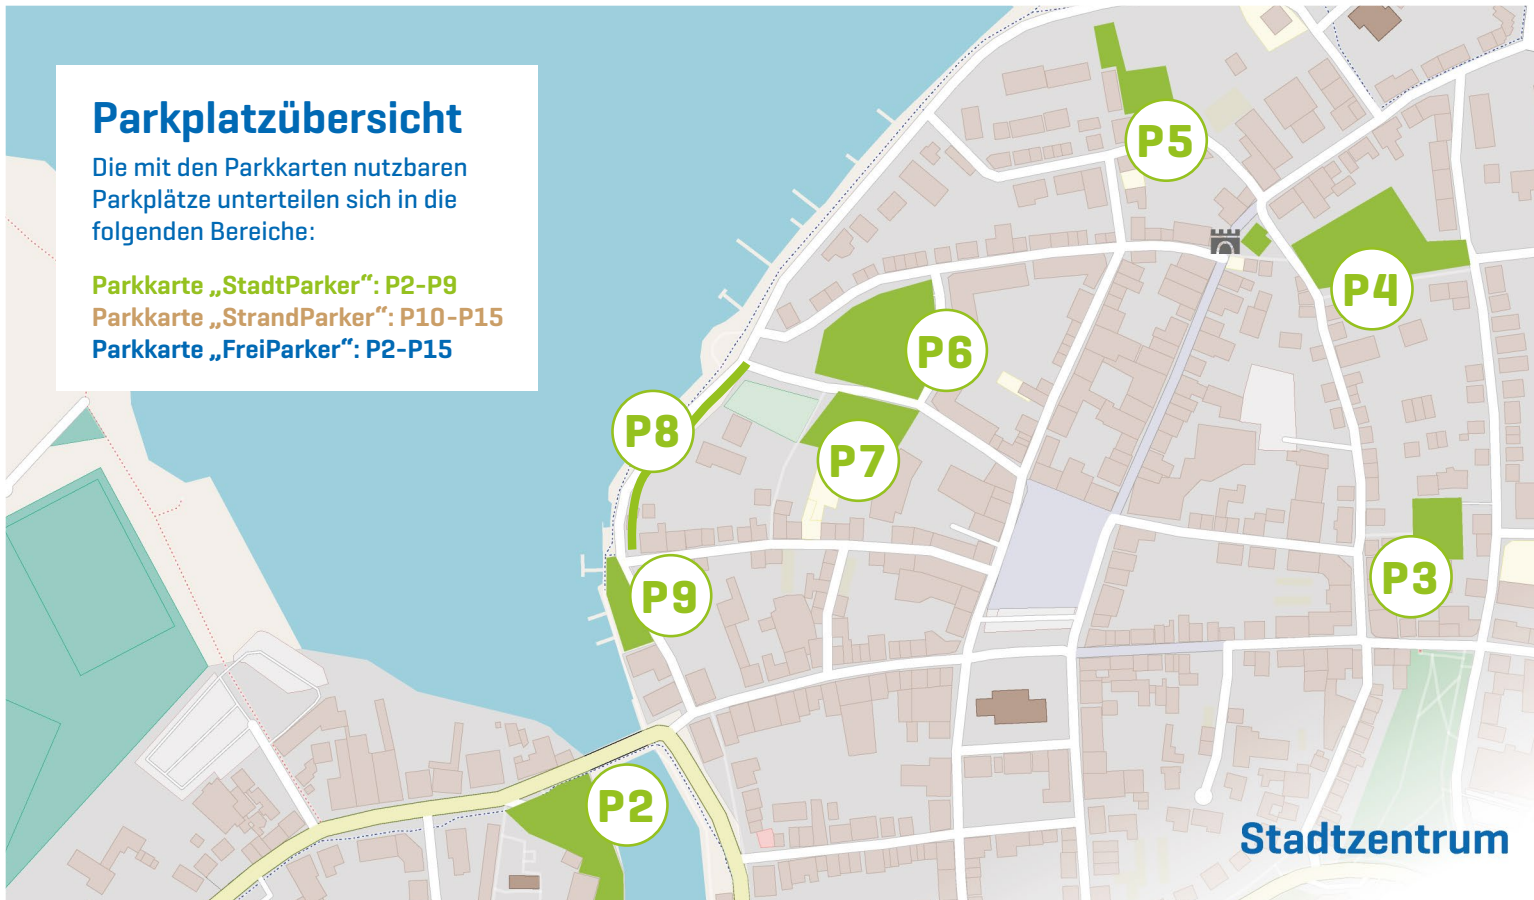 Parkplatzübersicht
Die mit den Parkkarten nutzbaren
Parkplätze unterteilen sich in die
folgenden Bereiche:
Parkkarte „StadtParker“: P2-P9
Parkkarte „StrandParker“: P10-P15
Parkkarte „FreiParker“: P2-P15
P5
P4
P6
P8
P7
P3
P9
P2
Stadtzentrum